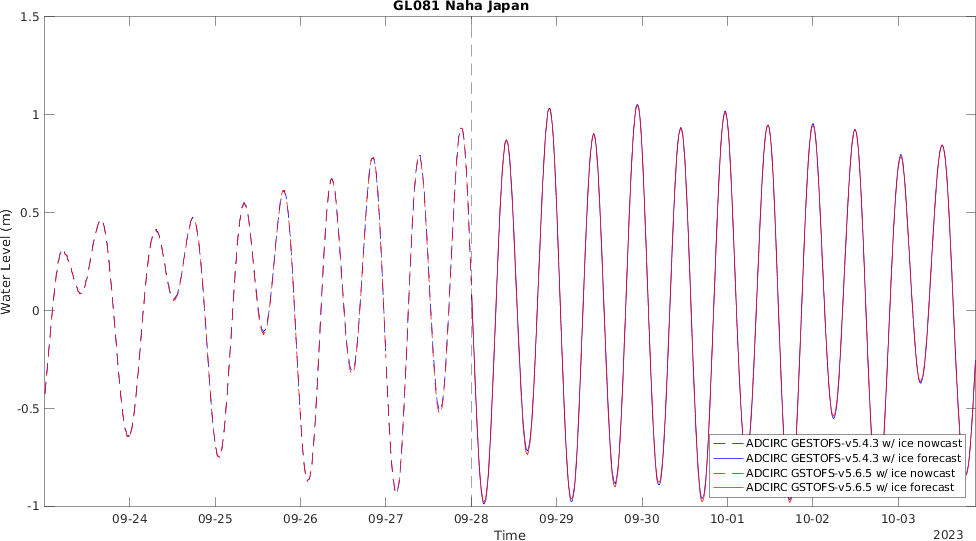 GL081 Naha Japan
1.5
1
0.5
0
-0.5
-1
Water Level (m)
ADCIRC GESTOFS-v5.4.3 w/ ice nowcast
ADCIRC GESTOFS-v5.4.3 w/ ice forecast
ADCIRC GSTOFS-v5.6.5 w/ ice nowcast
ADCIRC GSTOFS-v5.6.5 w/ ice forecast
09-24 09-25 09-26 09-27 09-28 09-29 09-30 10-01 10-02 10-03
Time
2023